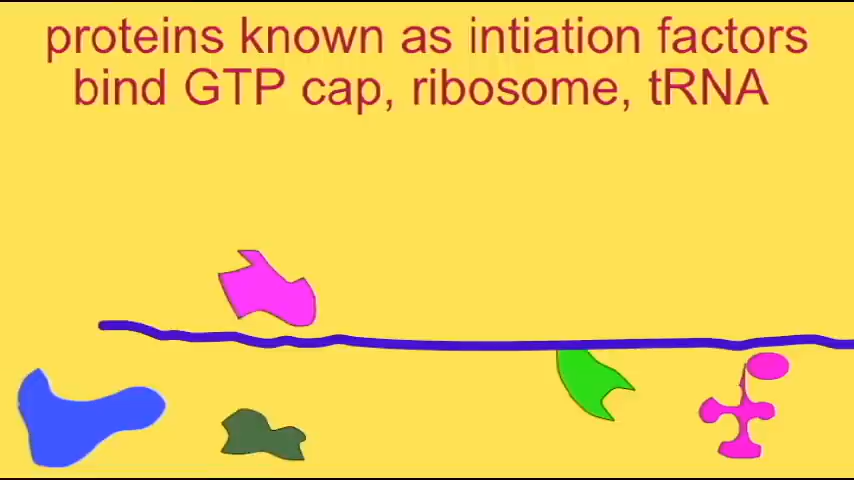 proteins known as intiation factors
bind GTP cap, ribosome, tRNA